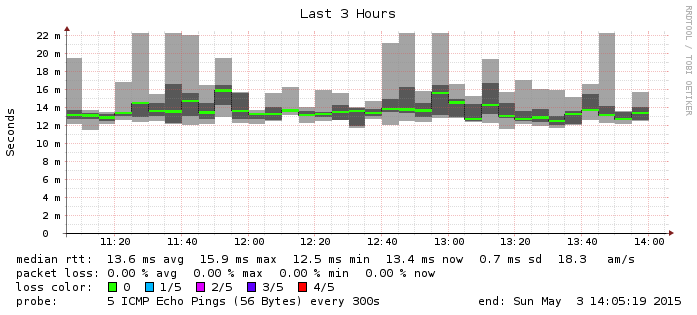 Last 3 Hours
RRDTOOL / TOBI OETIKER
Seconds
22 m
20 m
18 m
16 m
14 m
12 m
10 m
8 m
6 m
4 m
2 m
0
11:20 11:40 12:00 12:20 12:40 13:00 13:20 13:40 14:00
median rtt: 13.6 ms avg 15.9 ms max 12.5 ms min 13.4 ms now 0.7 ms sd 18.3 am/s
packet loss: 0.00 % avg 0.00 % max 0.00 % min 0.00 % now
loss color: 0 1/5 2/5 3/5 4/5
probe: 5 ICMP Echo Pings (56 Bytes) every 300s end: Sun May 3 14:05:19 2015